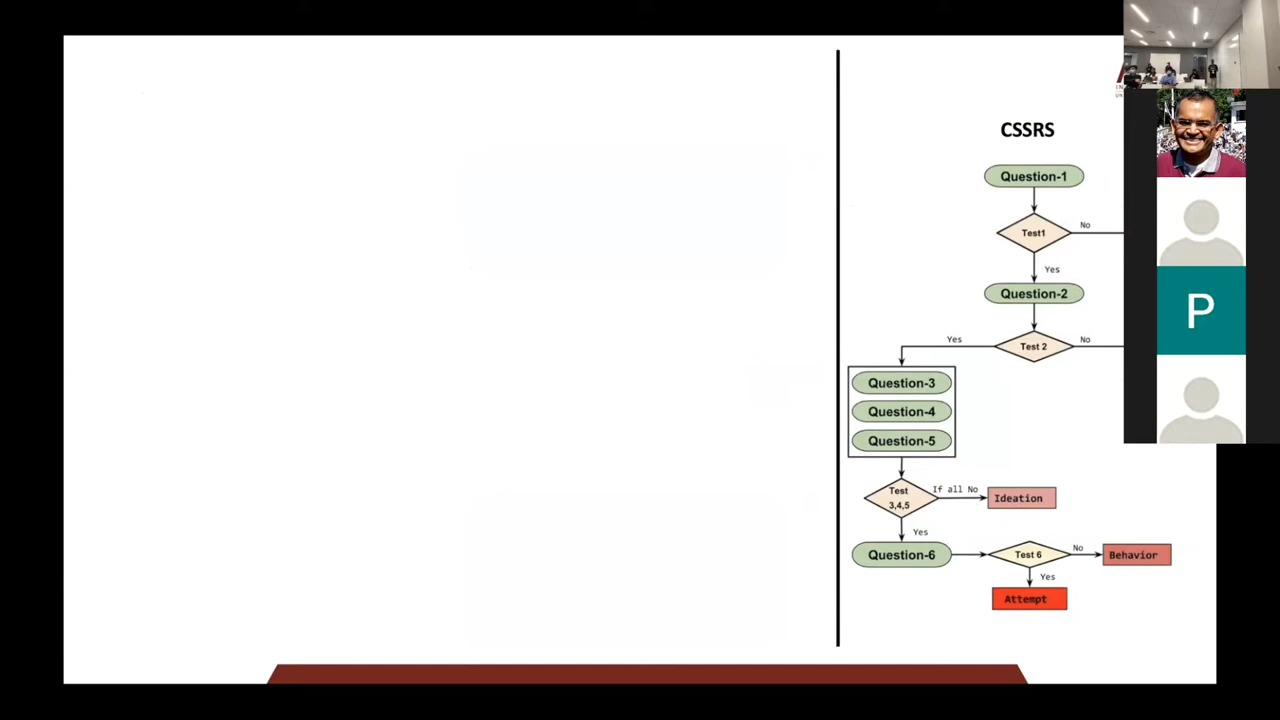 CSSRS
Question-1
Test1
No
Yes
Question-2
Yes
Test 2
No
Question-3
Question-4
Question-5
Test
3,4,5
If all No
Ideation
Yes
Question-6
Test 6
No
Behavior
Yes
Attempt
P